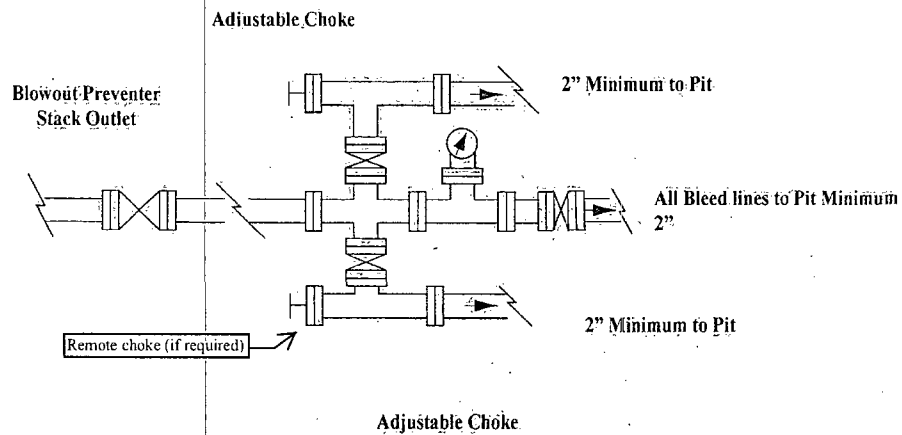 Adjustable Choke
Blowout Preventer
Stack Outlet
2" Minimum to Pit
All Bleed lines to Pit Minimum
2"
2" Minimum to Pit
Remote choke (if required)
Adjustable Choke